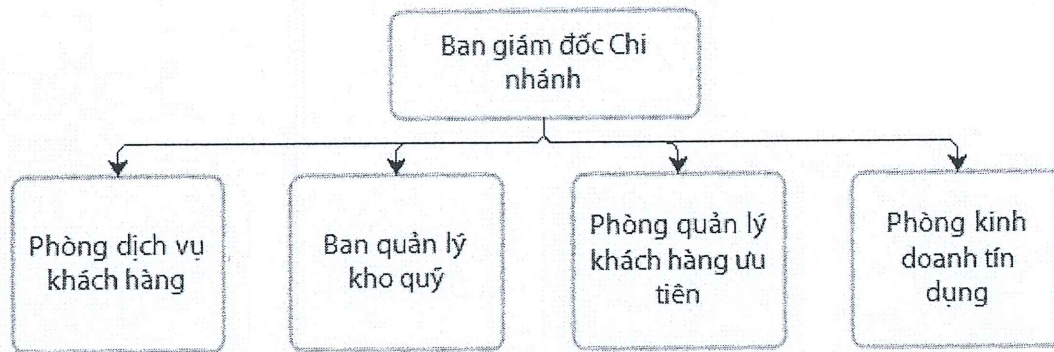 Ban giám đốc Chi
nhánh
Phòng dịch vụ
khách hàng
Ban quản lý
kho quỹ
Phòng quản lý
khách hàng ưu
tiên
Phòng kinh
doanh tín
dụng